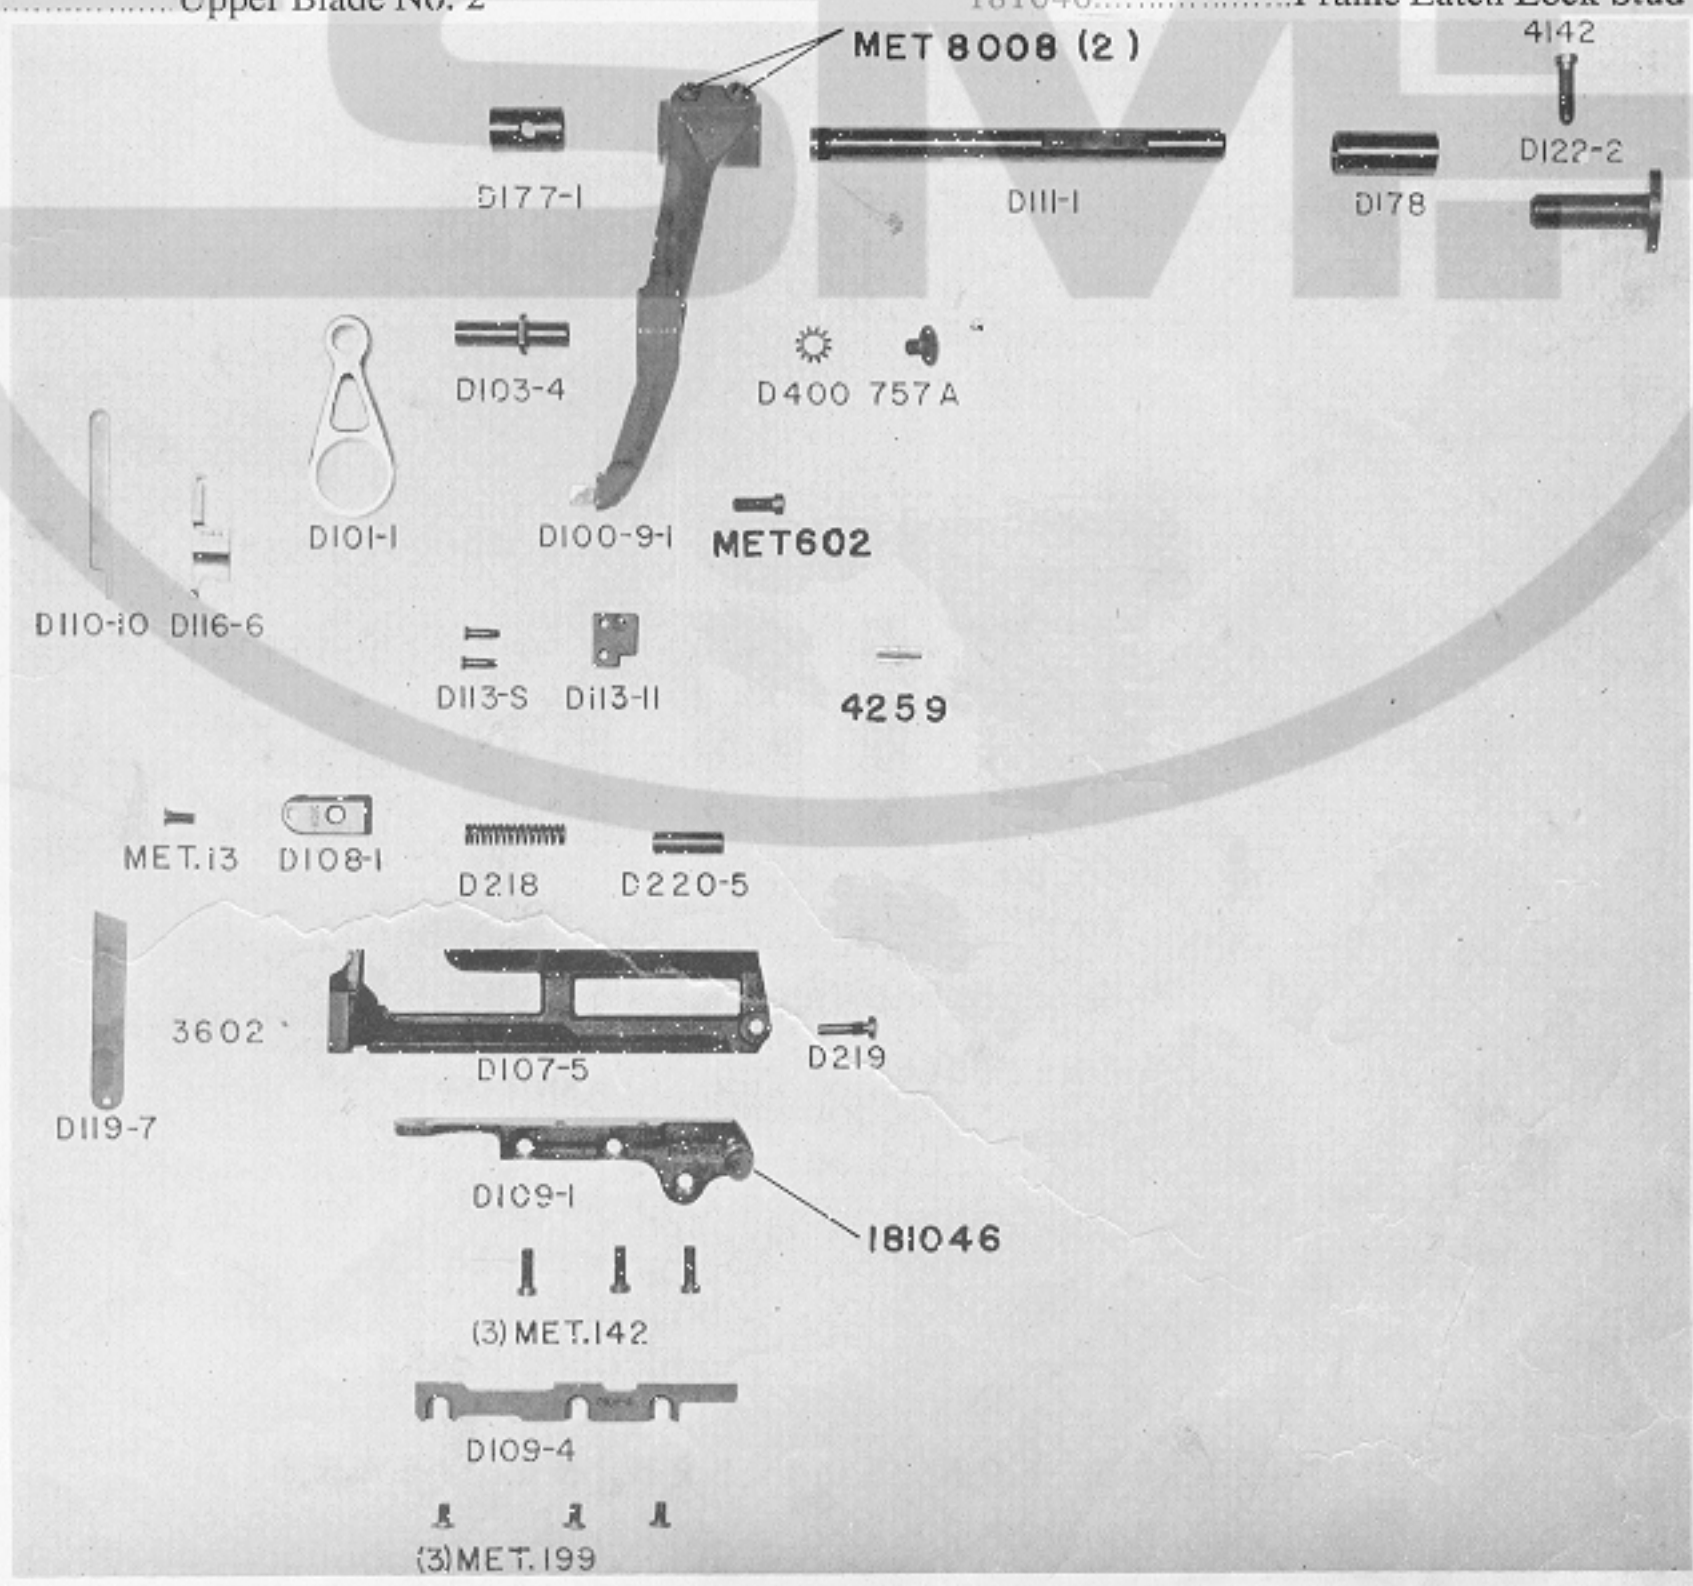 Upper Blade No. 2
181046..................Frame Latch Lock Stud
MET 8008 (2)
4142
D177-1
D111-1
D178
D122-2
D103-4
D400 757A
D101-1
D100-9-1
MET602
D110-10 D116-6
D113-S D113-11
4259
MET.13
D108-1
D218
D220-5
3602
D107-5
D219
D119-7
D109-1
181046
(3) MET.142
D109-4
(3) MET.199